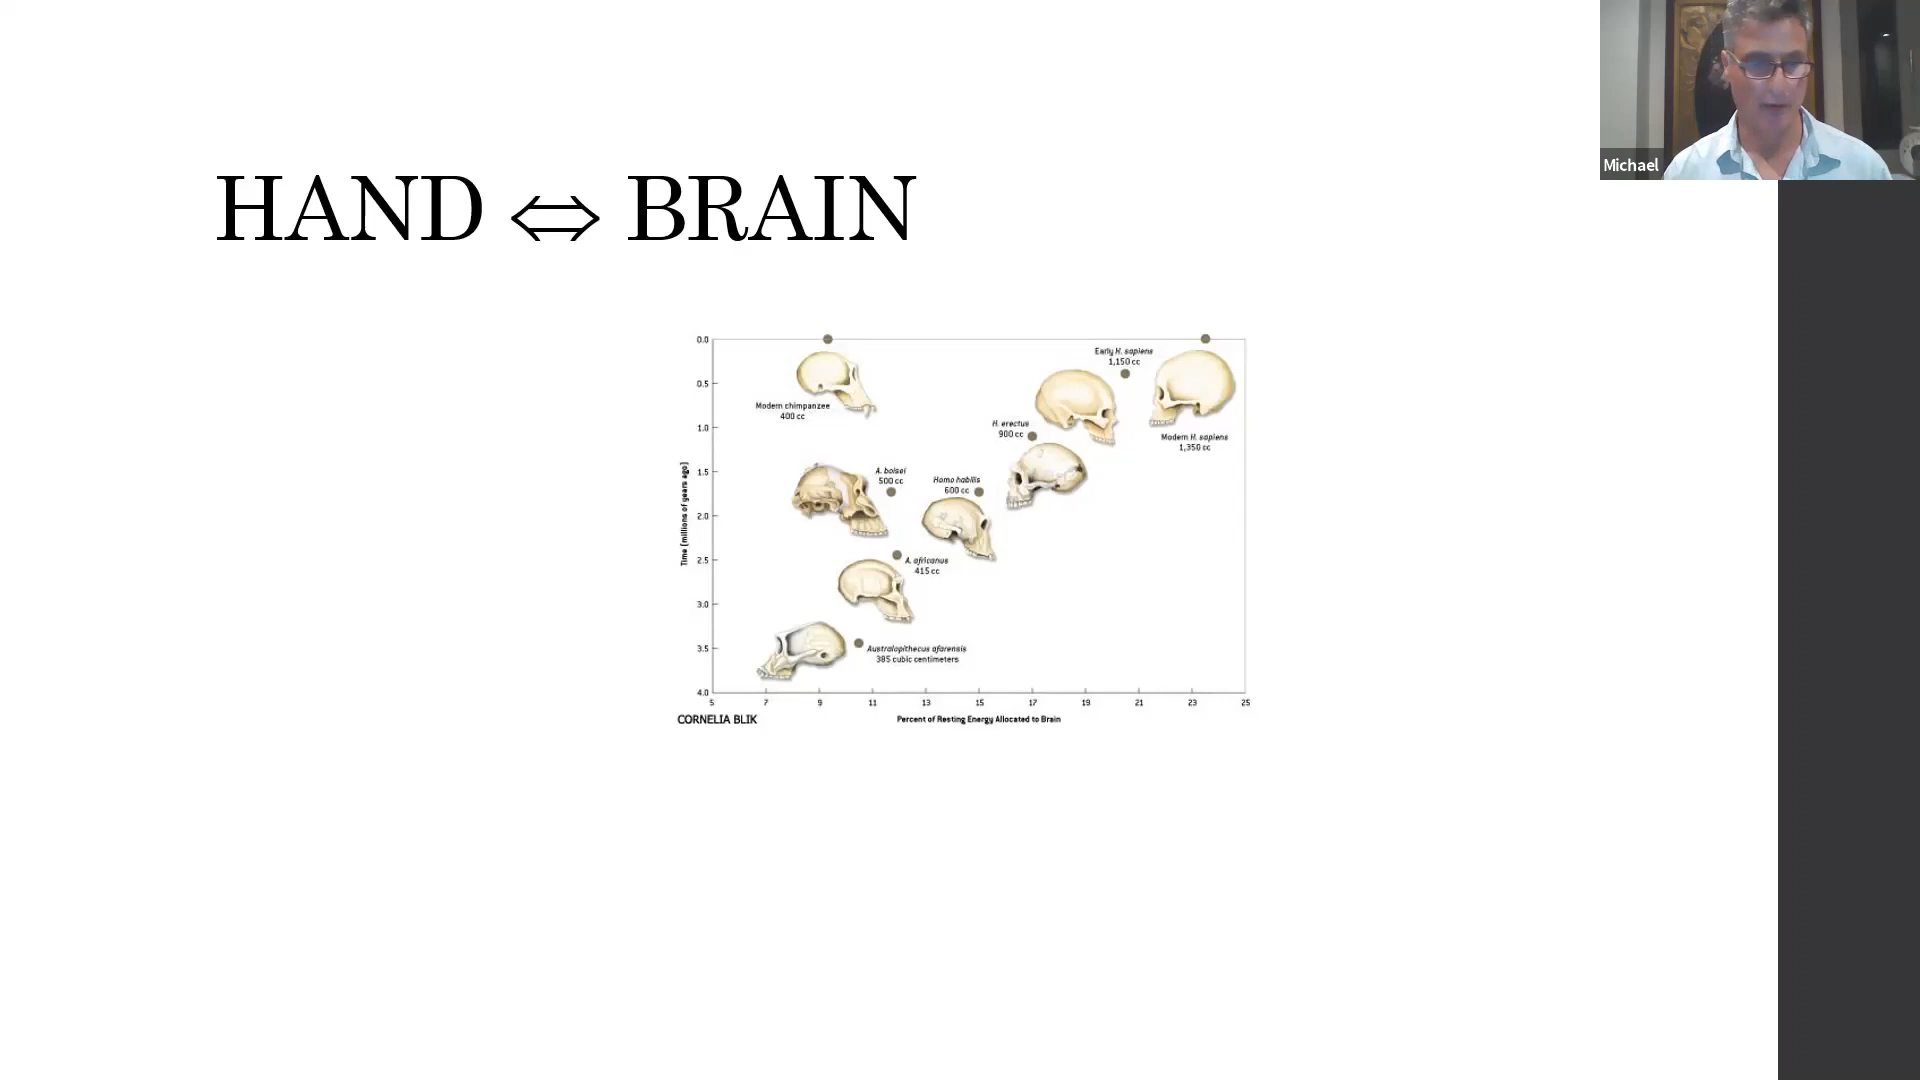 Michael
HAND ⇔ BRAIN
0.0
0.5
1.0
1.5
2.0
2.5
3.0
3.5
4.0
Time (millions of years ago)
Modern chimpanzee
400 cc
Early H. sapiens
1,150 cc
H. erectus
900 cc
Modern H. sapiens
1,350 cc
A. boisei
500 cc
Homo habilis
600 cc
A. africanus
415 cc
Australopithecus afarensis
385 cubic centimeters
5 7 9 11 13 15 17 19 21 23 25
CORNELIA BLIK
Percent of Resting Energy Allocated to Brain